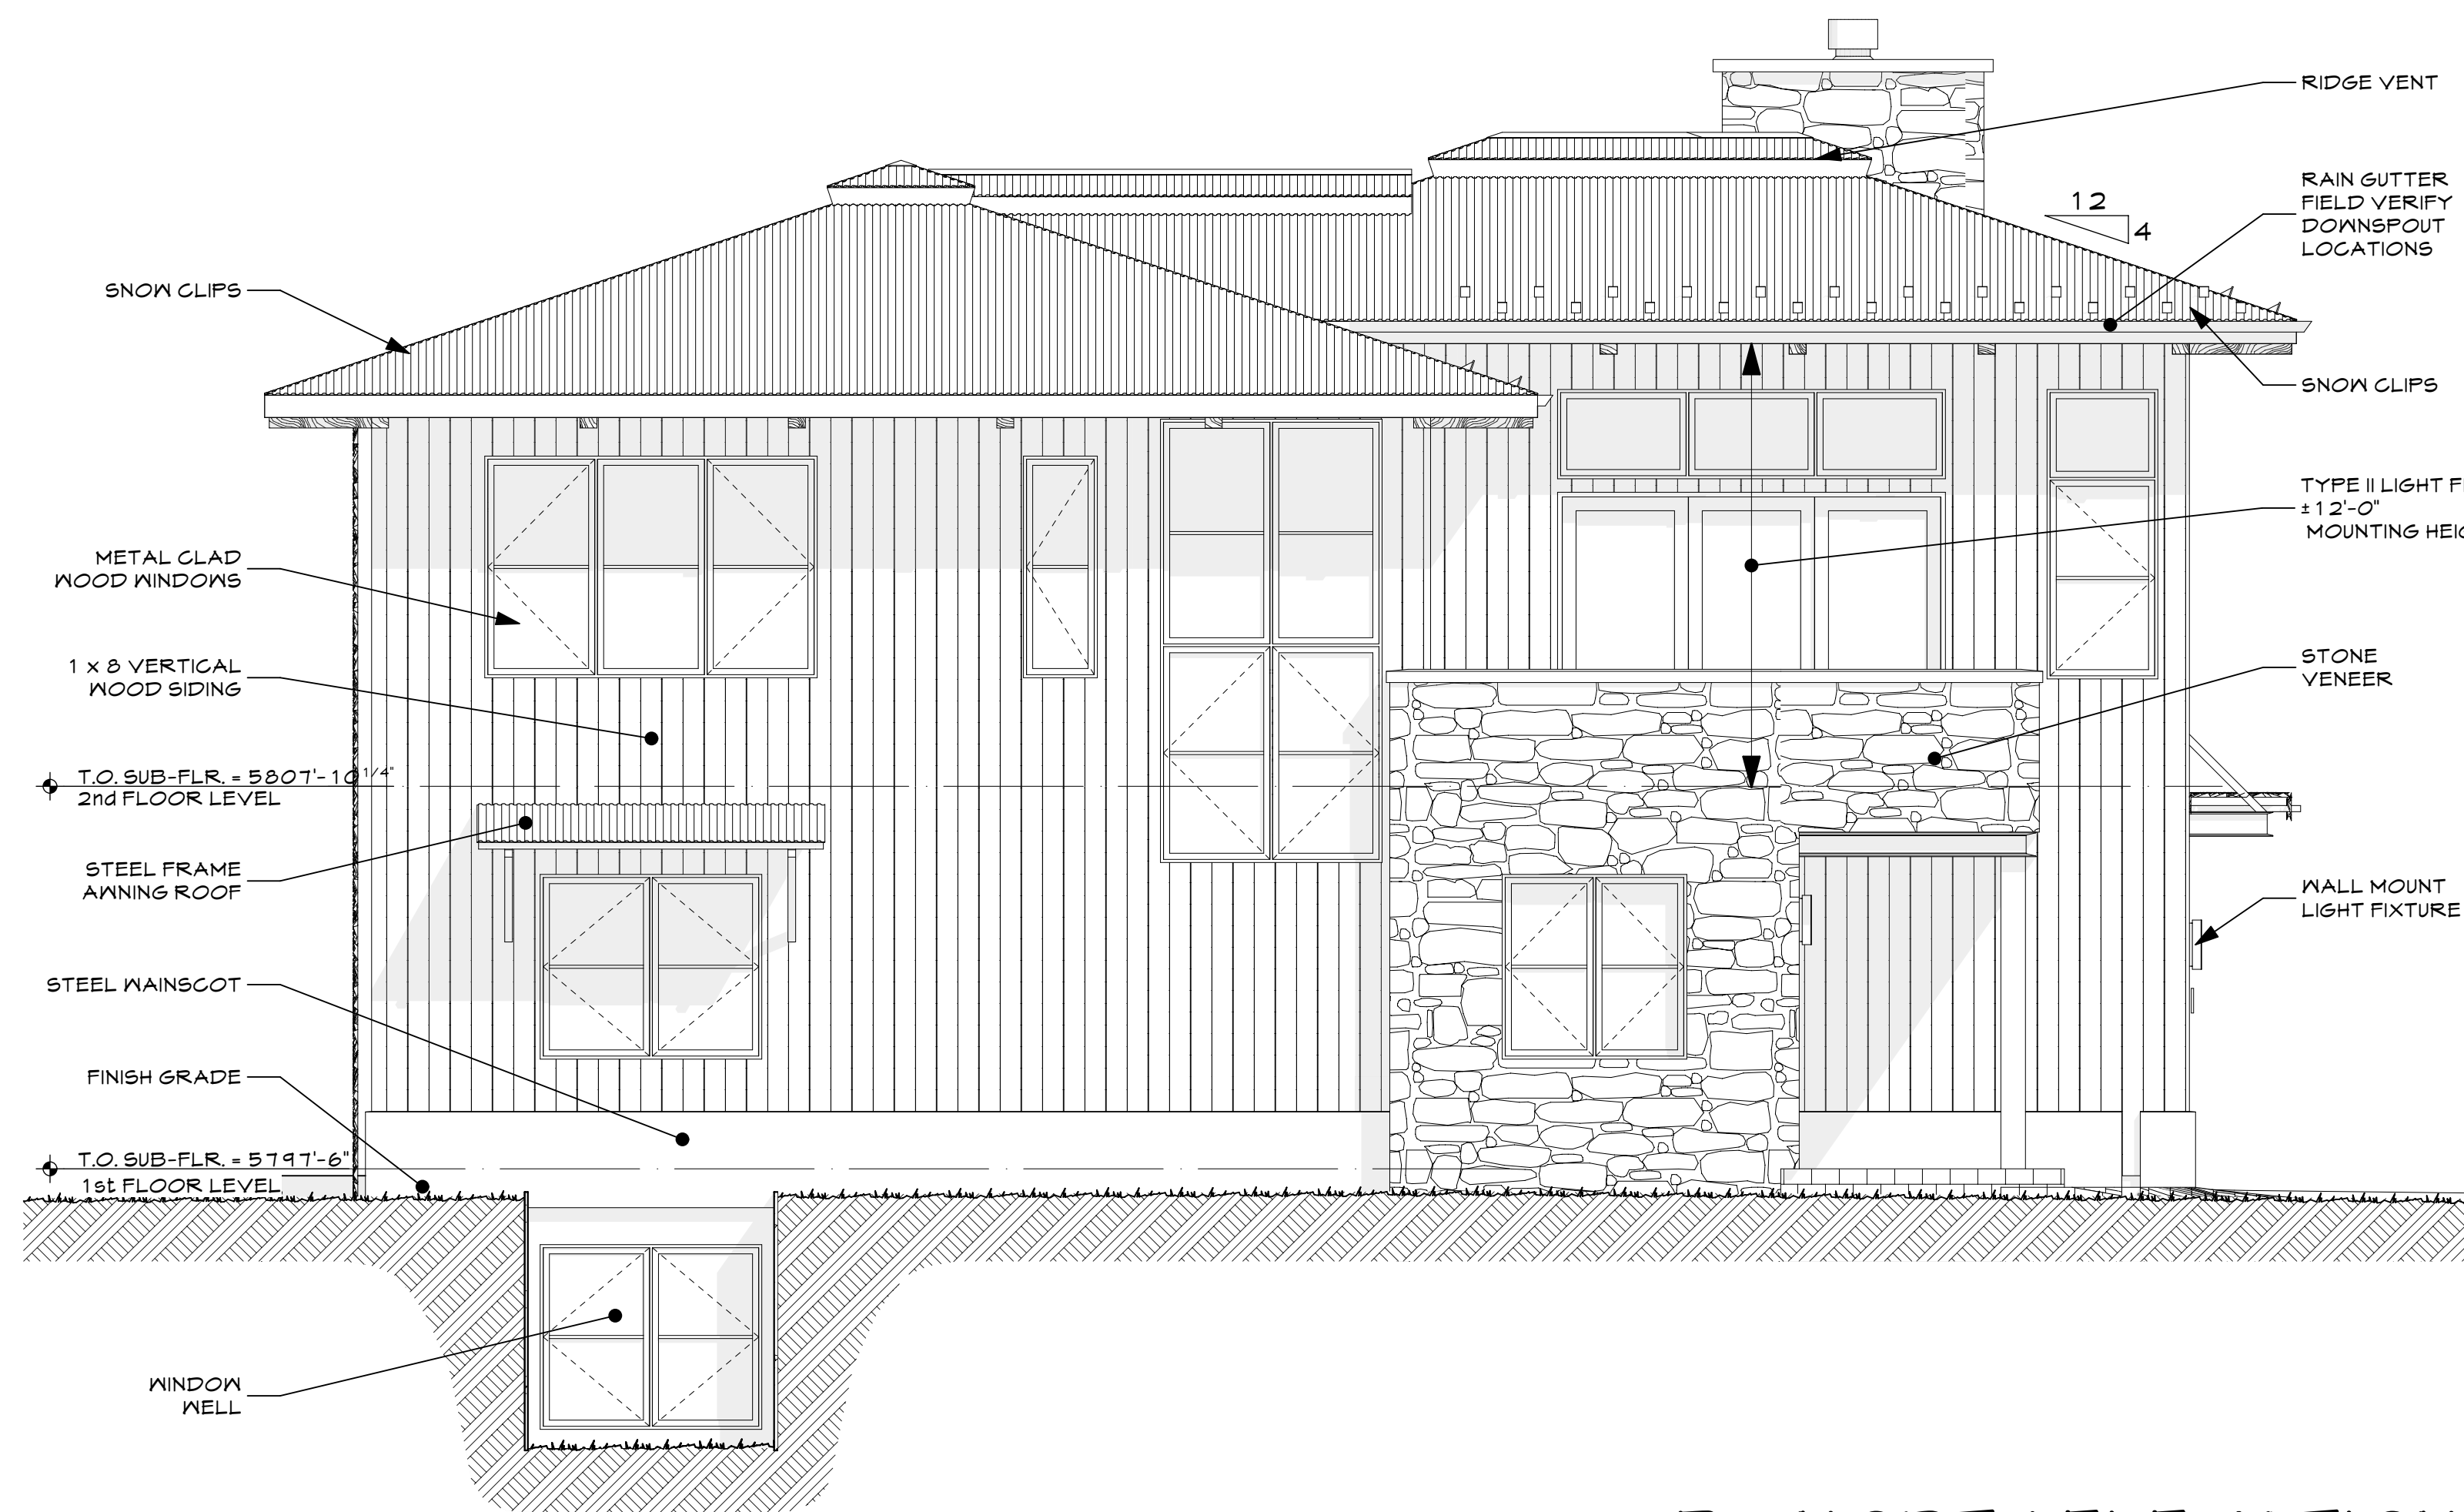 RIDGE VENT
12
4
RAIN GUTTER
FIELD VERIFY
DOWNSPOUT
LOCATIONS
SNOW CLIPS
SNOW CLIPS
TYPE II LIGHT
±12'-0"
MOUNTING
METAL CLAD
WOOD WINDOWS
1 x 8 VERTICAL
WOOD SIDING
STONE
VENEER
T.O. SUB-FLR. = 5807'-10 1/4"
2nd FLOOR LEVEL
STEEL FRAME
AWNING ROOF
WALL MOUNT
LIGHT FIXTURE
STEEL WAINSCOT
FINISH GRADE
T.O. SUB-FLR. = 5797'-6"
1st FLOOR LEVEL
WINDOW
WELL